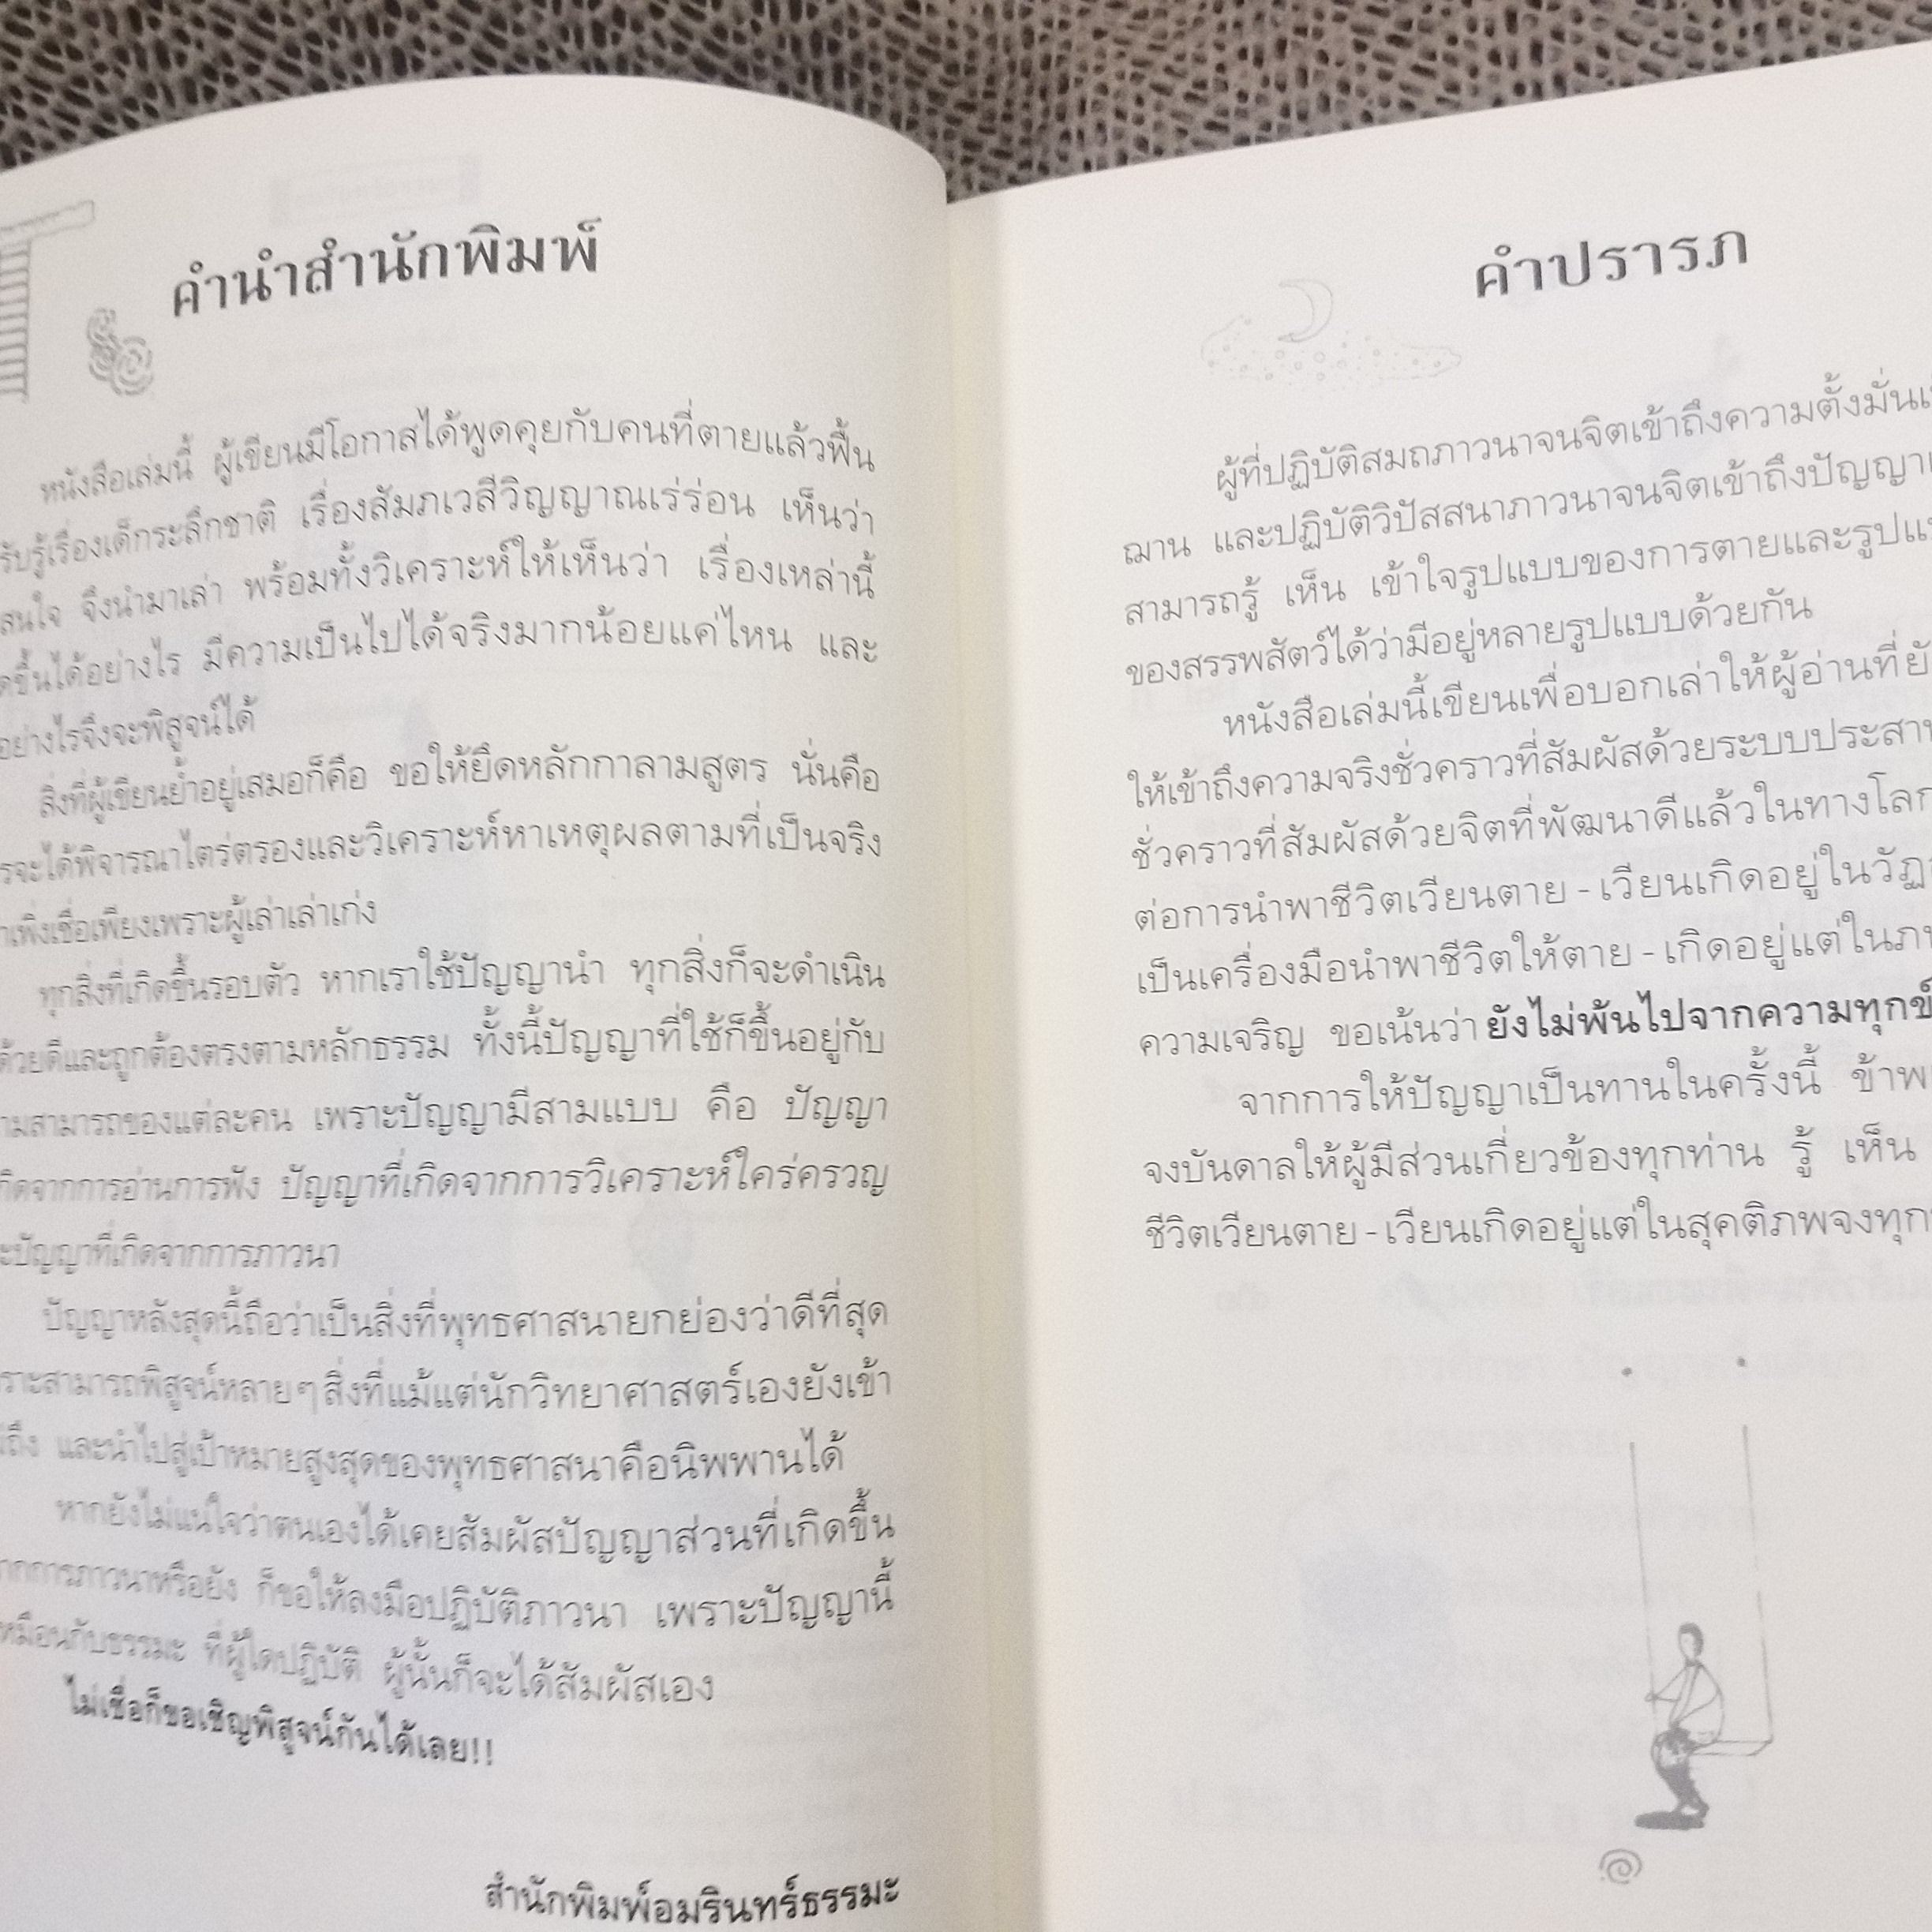 คำนำสำนักพิมพ์
หนังสือเล่มนี้ ผู้เขียนมีโอกาสได้พูดคุยกับคนที่ตายแล้วฟื้น
รับรู้เรื่องเด็กระลึกชาติ เรื่องสัมภเวสีวิญญาณเร่ร่อน เห็นว่า
สนใจ จึงนำมาเล่า พร้อมทั้งวิเคราะห์ให้เห็นว่า เรื่องเหล่านี้
ดขึ้นได้อย่างไร มีความเป็นไปได้จริงมากน้อยแค่ไหน และ
อย่างไรจึงจะพิสูจน์ได้
สิ่งที่ผู้เขียนย้ำอยู่เสมอก็คือ ขอให้ยึดหลักกาลามสูตร นั่นคือ
รจะได้พิจารณาไตร่ตรองและวิเคราะห์หาเหตุผลตามที่เป็นจริง
าเพิ่งเชื่อเพียงเพราะผู้เล่าเล่าเก่ง
ทุกสิ่งที่เกิดขึ้นรอบตัว หากเราใช้ปัญญานำ ทุกสิ่งก็จะดำเนิน
ด้วยดีและถูกต้องตรงตามหลักธรรม ทั้งนี้ปัญญาที่ใช้ก็ขึ้นอยู่กับ
ามสามารถของแต่ละคน เพราะปัญญามีสามแบบ คือ ปัญญา
กิดจากการอ่านการฟัง ปัญญาที่เกิดจากการวิเคราะห์ใคร่ครวญ
ะปัญญาที่เกิดจากการภาวนา
ปัญญาหลังสุดนี้ถือว่าเป็นสิ่งที่พุทธศาสนายกย่องว่าดีที่สุด
ราะสามารถพิสูจน์หลายๆ สิ่งที่แม้แต่นักวิทยาศาสตร์เองยังเข้า
ถึง และนำไปสู่เป้าหมายสูงสุดของพุทธศาสนาคือนิพพานได้
หากยังไม่แน่ใจว่าตนเองได้เคยสัมผัสปัญญาส่วนที่เกิดขึ้น
ากการภาวนาหรือยัง ก็ขอให้ลงมือปฏิบัติภาวนา เพราะปัญญานี้
หมือนกับธรรมะ ที่ผู้ใดปฏิบัติ ผู้นั้นก็จะได้สัมผัสเอง
ไม่เชื่อก็ขอเชิญพิสูจน์กันได้เลย!!
สำนักพิมพ์อมรินทร์ธรรมะ
คำปรารภ
ผู้ที่ปฏิบัติสมถภาวนาจนจิตเข้าถึงความตั้งมั่น
ฌาน และปฏิบัติวิปัสสนาภาวนาจนจิตเข้าถึงปัญญา
สามารถรู้ เห็น เข้าใจรูปแบบของการตายและรูปแ
ของสรรพสัตว์ได้ว่ามีอยู่หลายรูปแบบด้วยกัน
หนังสือเล่มนี้เขียนเพื่อบอกเล่าให้ผู้อ่านที่ยั
ให้เข้าถึงความจริงชั่วคราวที่สัมผัสด้วยระบบประสา
ชั่วคราวที่สัมผัสด้วยจิตที่พัฒนาดีแล้วในทางโลก
ต่อการนำพาชีวิตเวียนตาย - เวียนเกิดอยู่ในวัฏ
เป็นเครื่องมือนำพาชีวิตให้ตาย - เกิดอยู่แต่ในภ
ความเจริญ ขอเน้นว่า ยังไม่พ้นไปจากความทุกข์
จากการให้ปัญญาเป็นทานในครั้งนี้ ข้าพ
จงบันดาลให้ผู้มีส่วนเกี่ยวข้องทุกท่าน รู้ เห็น
ชีวิตเวียนตาย - เวียนเกิดอยู่แต่ในสุคติภพจงทุก